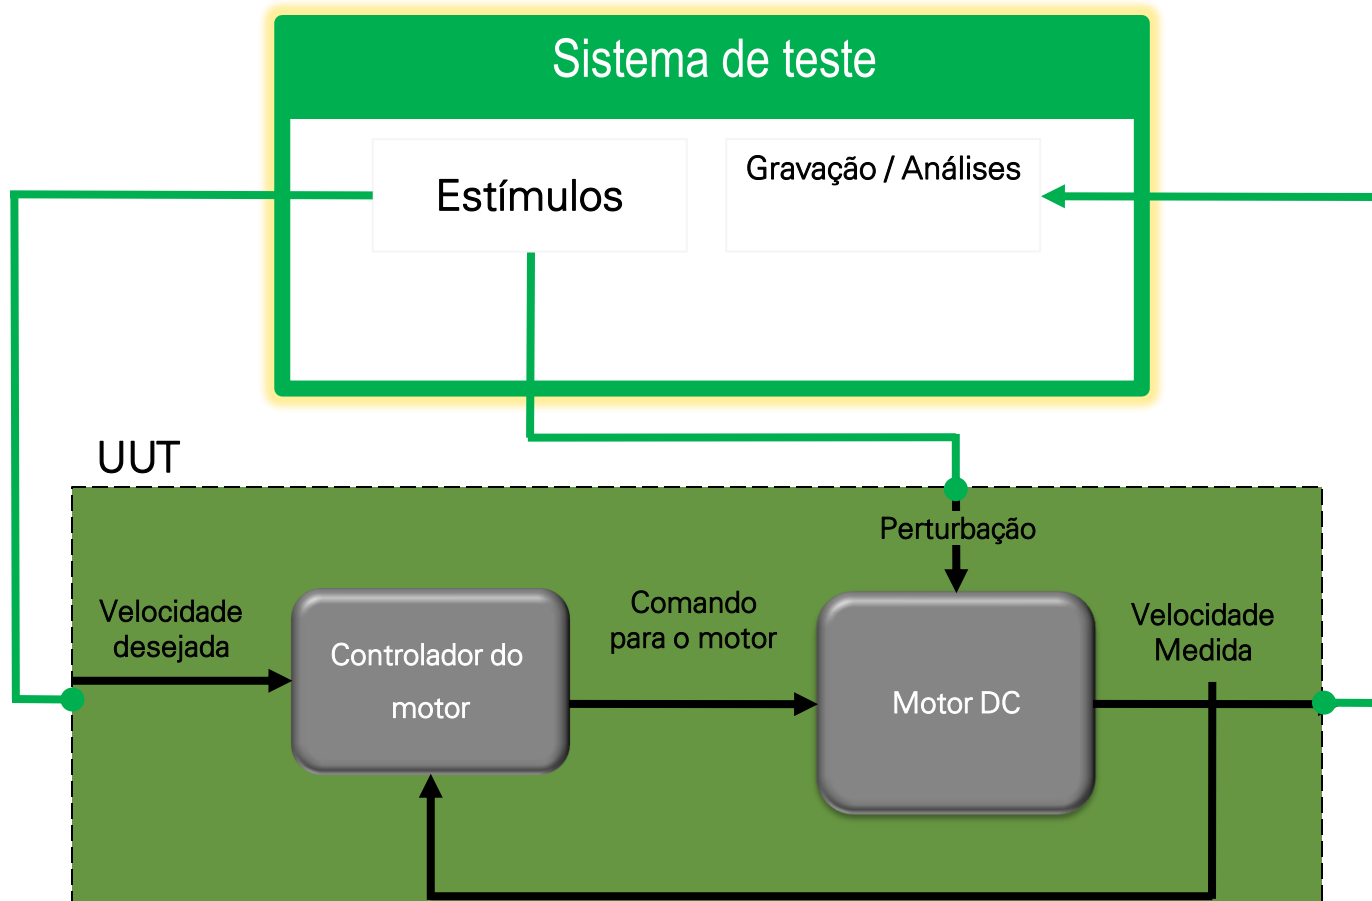 Sistema de teste
Estímulos
Gravação / Análises
UUT
Perturbação
Velocidade
desejada
Controlador do
motor
Comando
para o motor
Motor DC
Velocidade
Medida